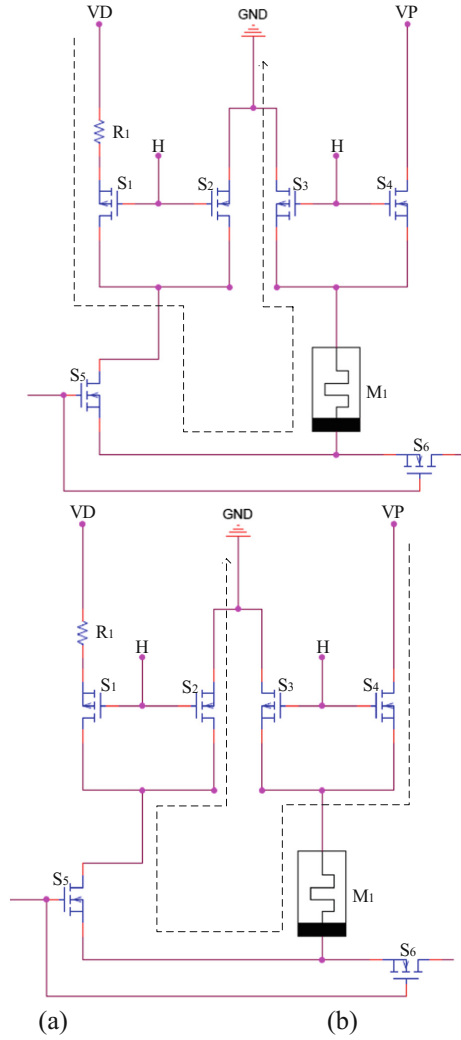 VD GND VP
R1
H H
S1 S2 S3 S4
S5 M1
S6
VD GND VP
R1
H H
S1 S2 S3 S4
S5 M1
S6
(a) (b)